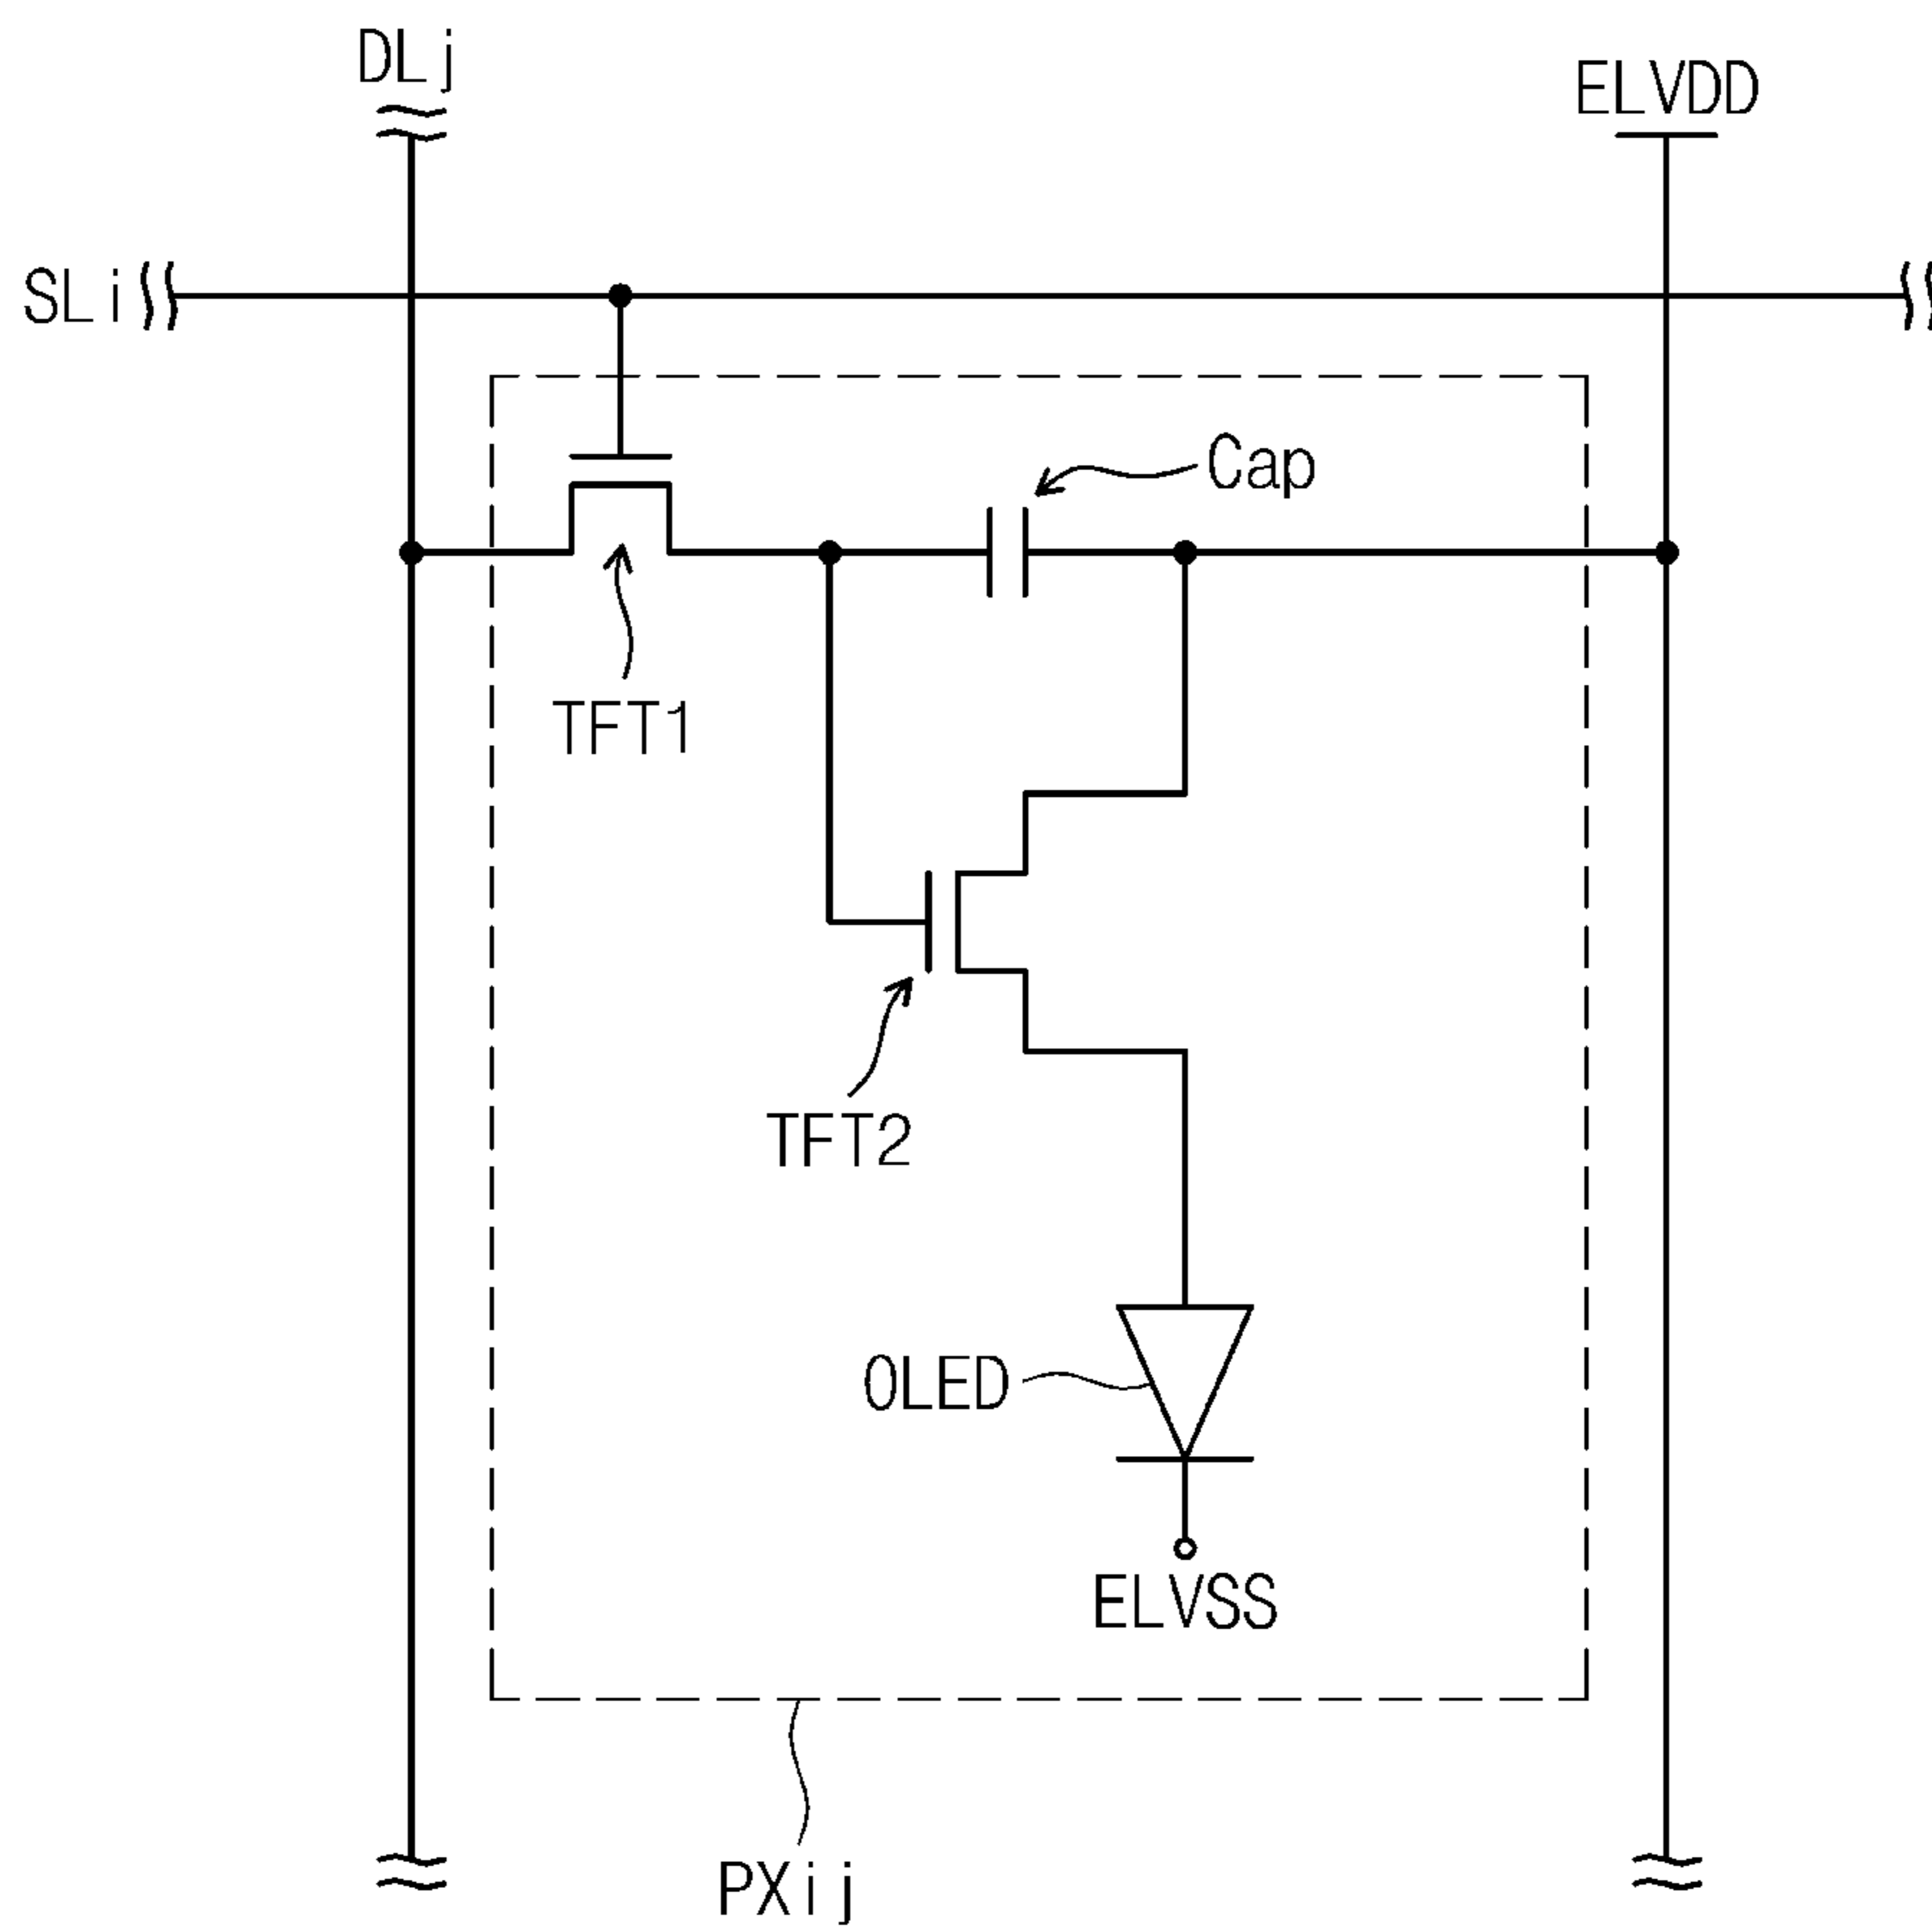 DLj
ELVDD
SLi
Cap
TFT1
TFT2
OLED
ELVSS
PXij